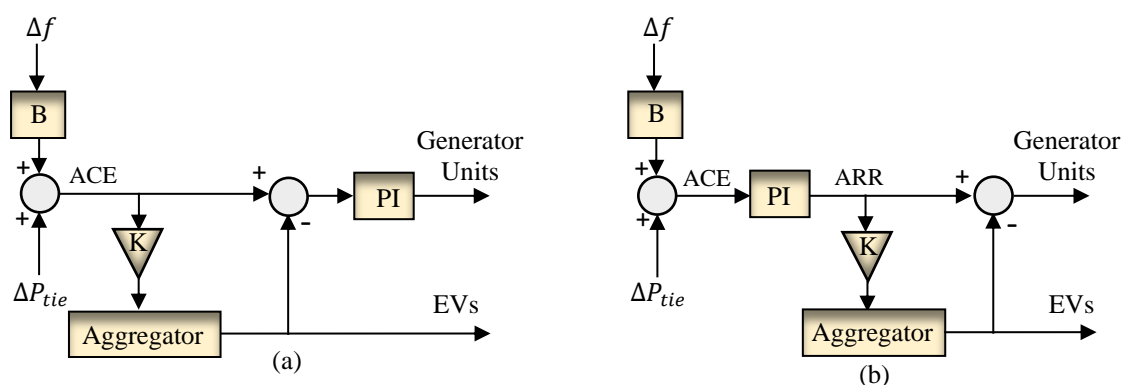 Δf
B
+
+
ACE
K
ΔP_tie
Aggregator
+
-
PI
Generator
Units
EVs
(a)
Δf
B
+
+
ACE
PI
ARR
K
ΔP_tie
Aggregator
+
-
Generator
Units
EVs
(b)